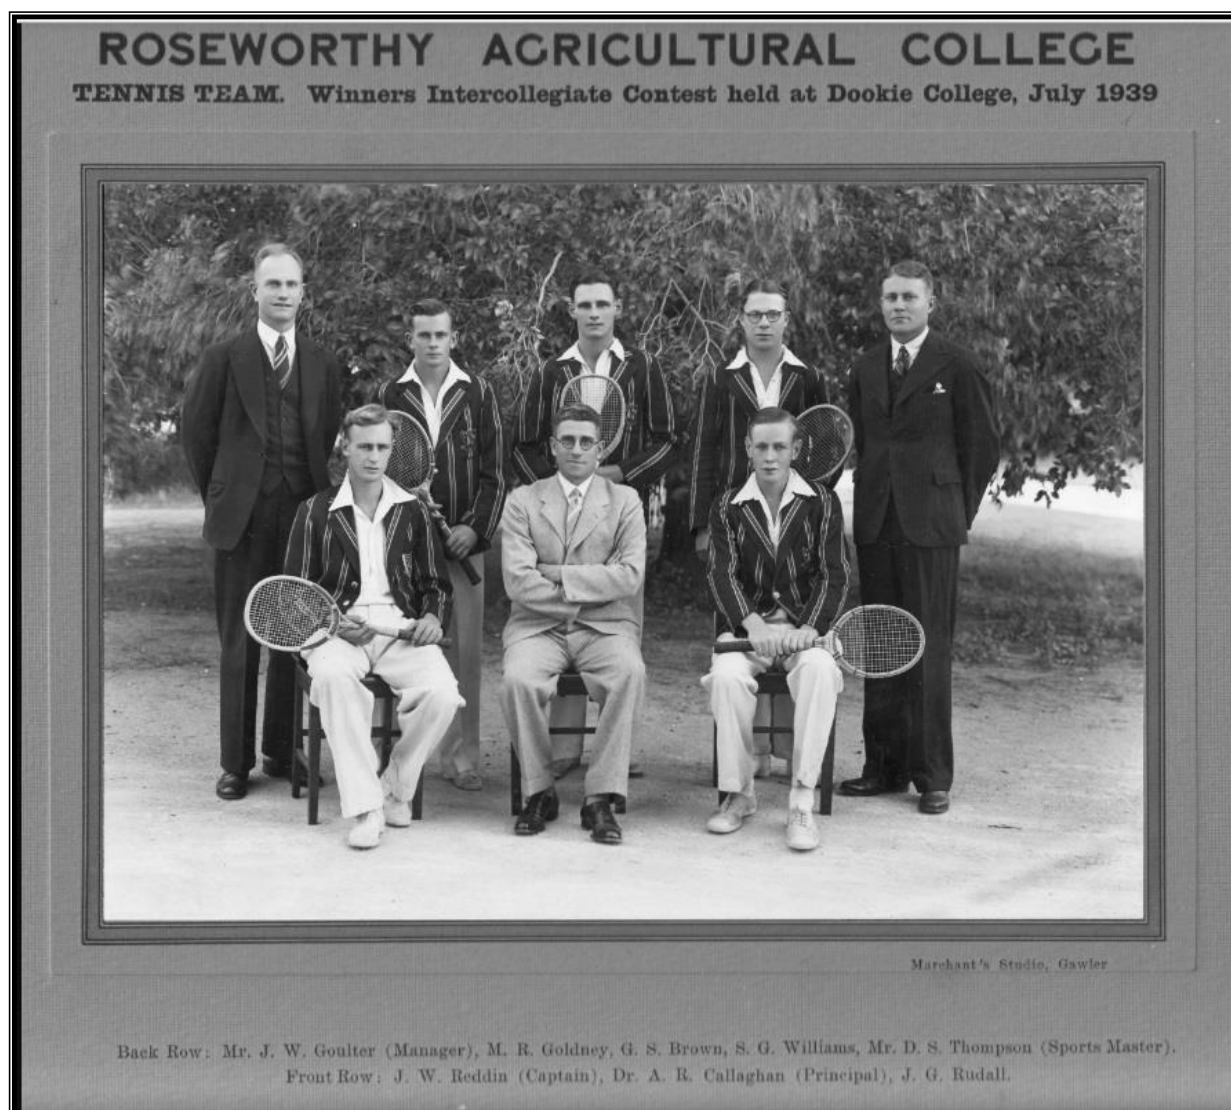 ROSEWORTHY AGRICULTURAL COLLEGE
TENNIS TEAM. Winners Intercollegiate Contest held at Dookie College, July 1939
Marchant's Studio, Gawler
Back Row: Mr. J. W. Goulter (Manager), M. R. Goldney, G. S. Brown, S. G. Williams, Mr. D. S. Thompson (Sports Master).
Front Row: J. W. Reddin (Captain), Dr. A. R. Callaghan (Principal), J. G. Rudall.